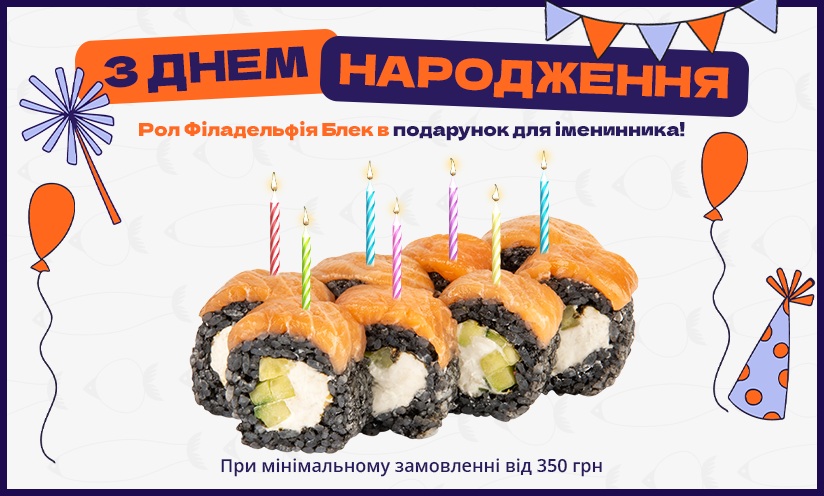 З ДНЕМ НАРОДЖЕННЯ
Рол Філадельфія Блек в подарунок для іменинника!
При мінімальному замовленні від 350 грн